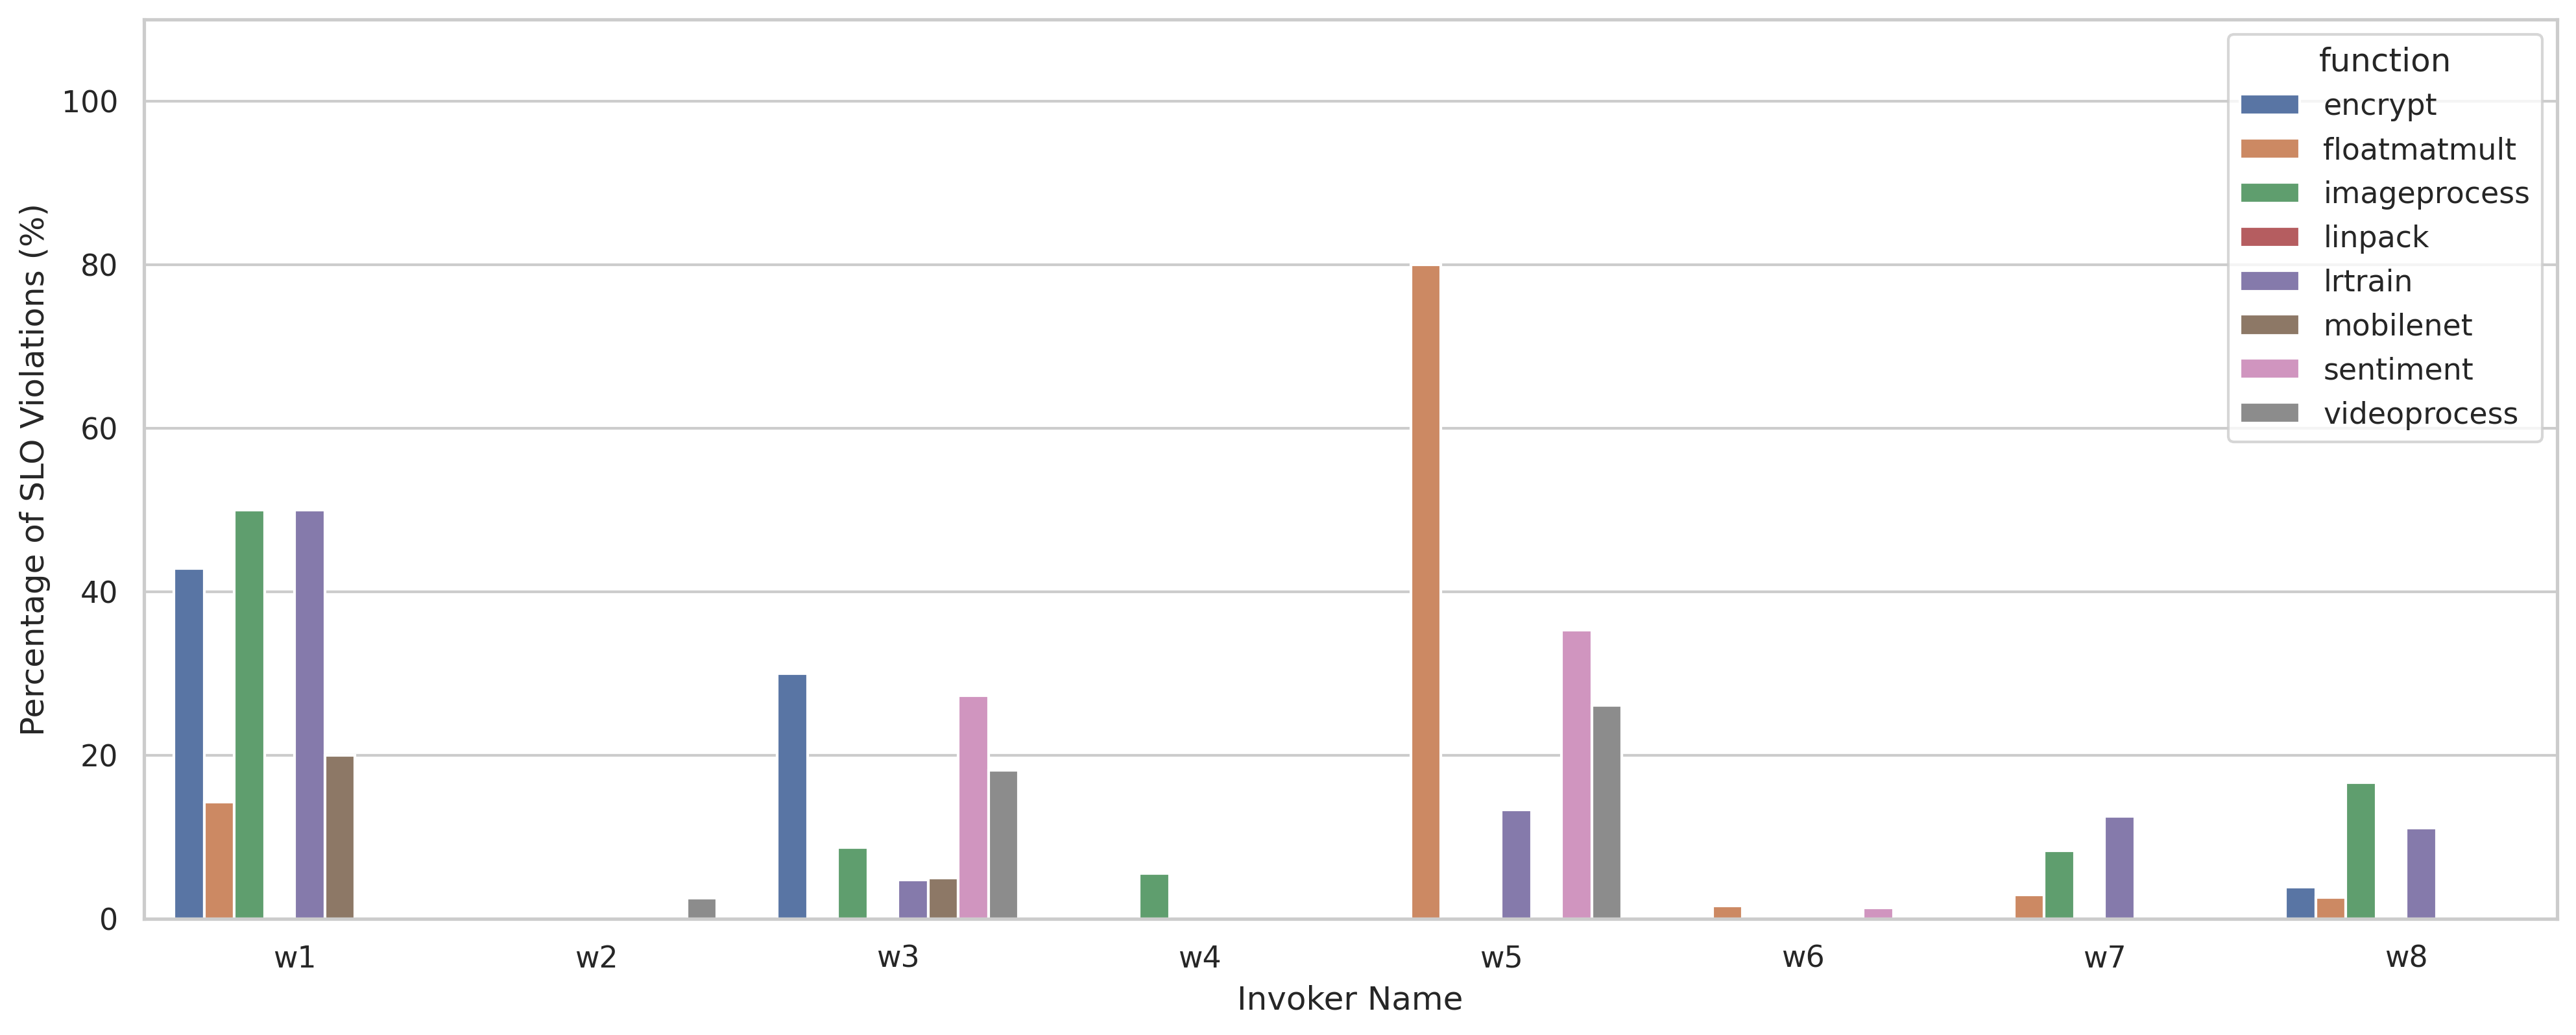 Percentage of SLO Violations (%)
100
80
60
40
20
0
function
encrypt
floatmatmult
imageprocess
linpack
lrtrain
mobilenet
sentiment
videoprocess
w1 w2 w3 w4 w5 w6 w7 w8
Invoker Name